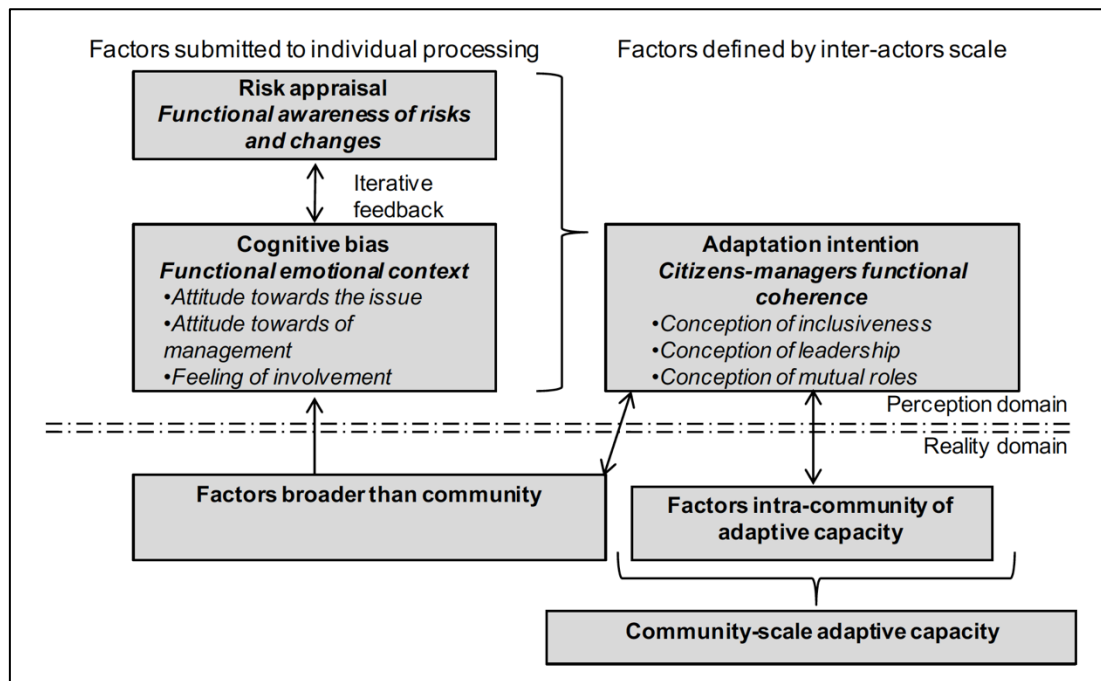 Factors submitted to individual processing
Factors defined by inter-actors scale
Risk appraisal
Functional awareness of risks
and changes
Iterative
feedback
Cognitive bias
Functional emotional context
•Attitude towards the issue
•Attitude towards of
management
•Feeling of involvement
Adaptation intention
Citizens-managers functional
coherence
•Conception of inclusiveness
•Conception of leadership
•Conception of mutual roles
Perception domain
Reality domain
Factors broader than community
Factors intra-community of
adaptive capacity
Community-scale adaptive capacity